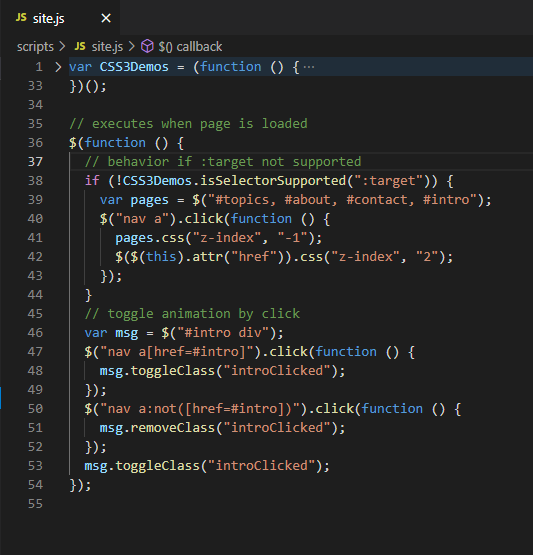 JS site.js ×
scripts > JS site.js > $() callback
1 > var CSS3Demos = (function () { ···
33 })();
34
35 // executes when page is loaded
36 $(function () {
37   // behavior if :target not supported
38   if (!CSS3Demos.isSelectorSupported(":target")) {
39     var pages = $("#topics, #about, #contact, #intro");
40     $("nav a").click(function () {
41       pages.css("z-index", "-1");
42       $($(this).attr("href")).css("z-index", "2");
43     });
44   }
45   // toggle animation by click
46   var msg = $("#intro div");
47   $("nav a[href=#intro]").click(function () {
48     msg.toggleClass("introClicked");
49   });
50   $("nav a:not([href=#intro])").click(function () {
51     msg.removeClass("introClicked");
52   });
53   msg.toggleClass("introClicked");
54 });
55